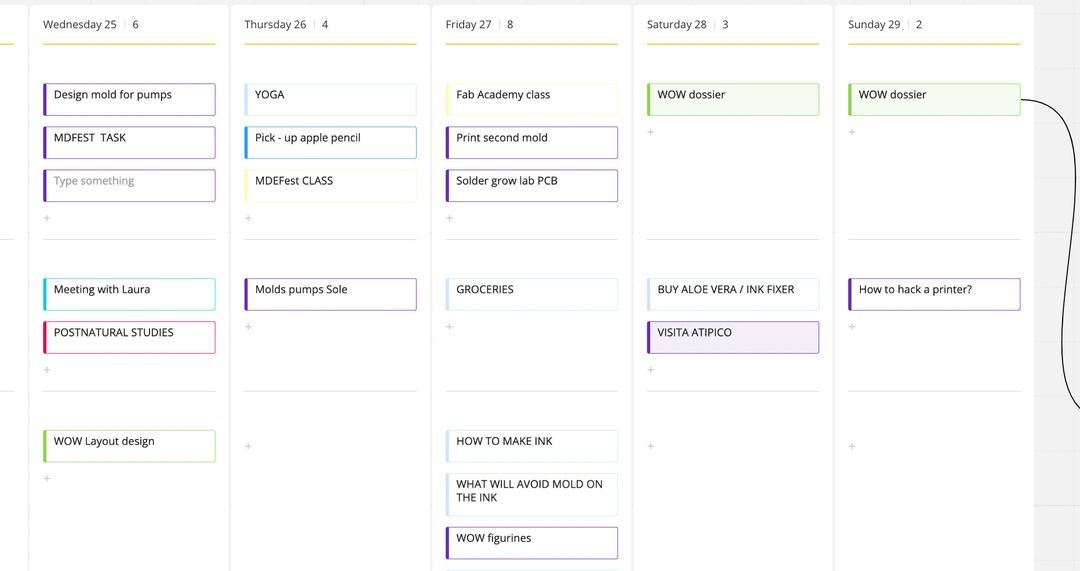 Wednesday 25 | 6
Design mold for pumps
MDFEST  TASK
Type something
+
Meeting with Laura
POSTNATURAL STUDIES
+
WOW Layout design
+
Thursday 26 | 4
YOGA
Pick - up apple pencil
MDEFest CLASS
+
Molds pumps Sole
+
+
Friday 27 | 8
Fab Academy class
Print second mold
Solder grow lab PCB
+
GROCERIES
+
HOW TO MAKE INK
WHAT WILL AVOID MOLD ON
THE INK
WOW figurines
Saturday 28 | 3
WOW dossier
+
BUY ALOE VERA / INK FIXER
VISITA ATIPICO
+
+
Sunday 29 | 2
WOW dossier
+
How to hack a printer?
+
+